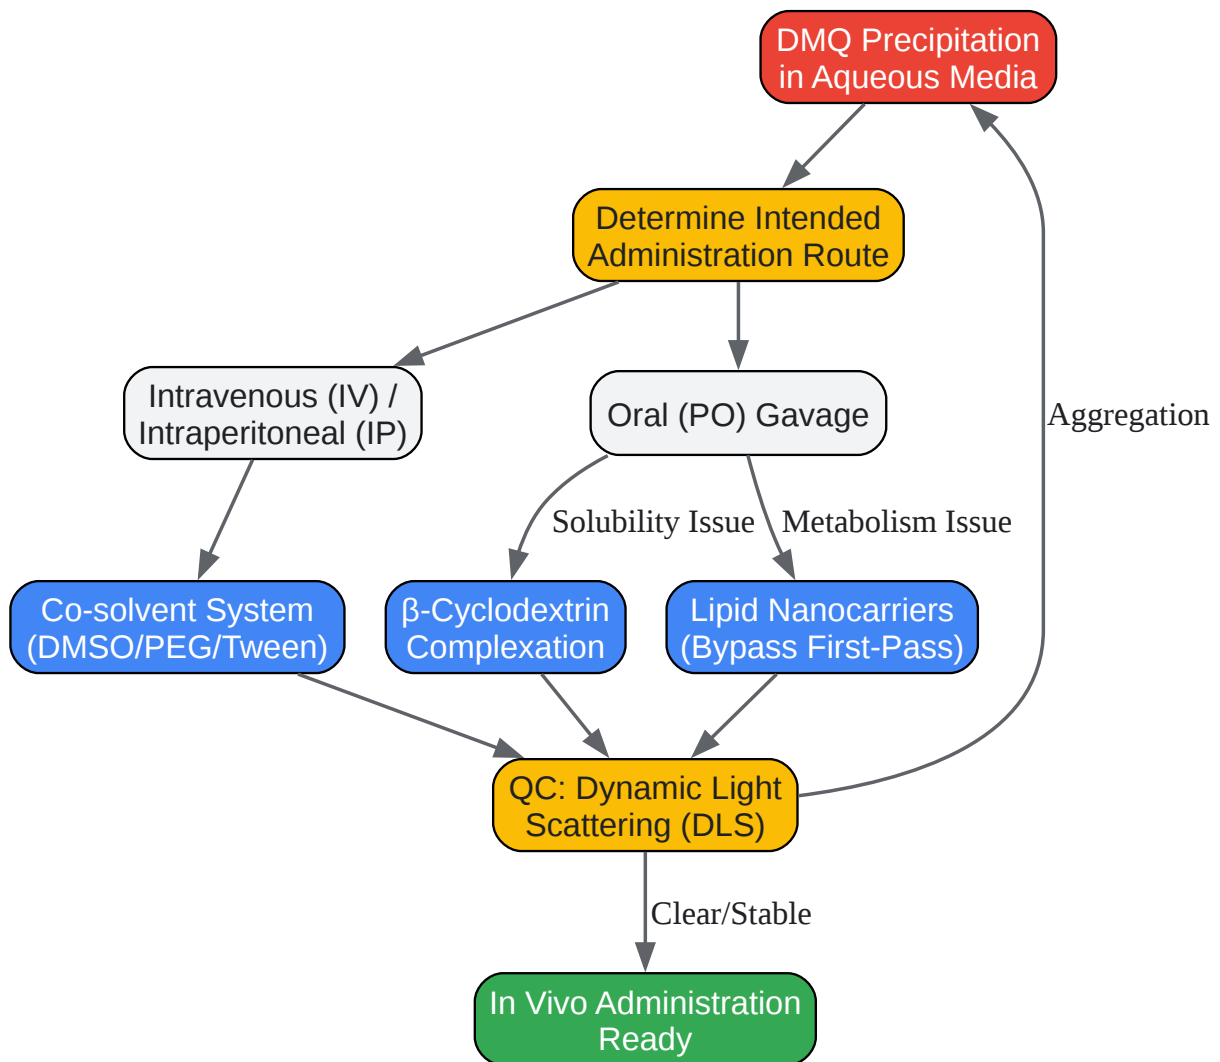 DMQ Precipitation
in Aqueous Media
Determine Intended
Administration Route
Intravenous (IV) /
Intraperitoneal (IP)
Oral (PO) Gavage
Aggregation
Solubility Issue
Metabolism Issue
Co-solvent System
(DMSO/PEG/Tween)
β-Cyclodextrin
Complexation
Lipid Nanocarriers
(Bypass First-Pass)
QC: Dynamic Light
Scattering (DLS)
Clear/Stable
In Vivo Administration
Ready